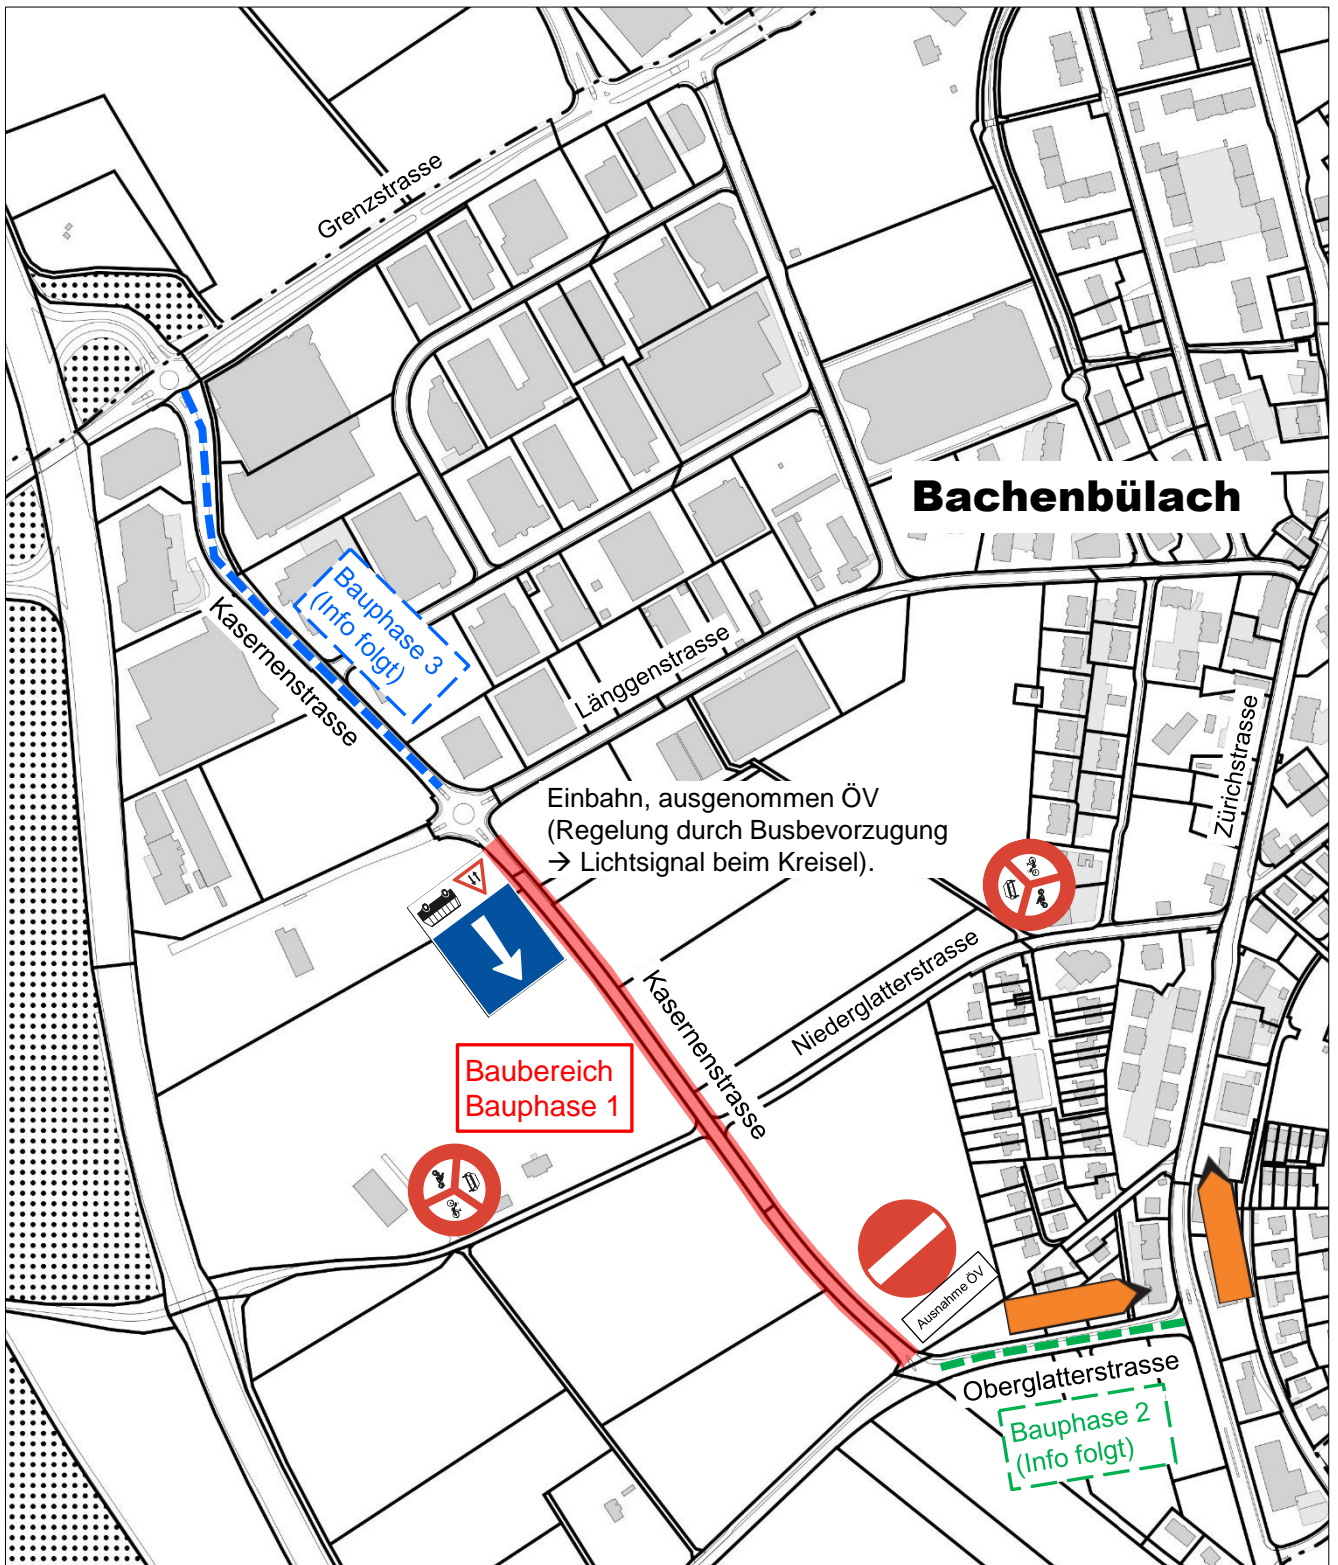 Grenzstrasse
Bachenbülach
Bauphase 3
(Info folgt)
Kasernenstrasse
Länggenstrasse
Zürichstrasse
Einbahn, ausgenommen ÖV
(Regelung durch Busbevorzugung
→ Lichtsignal beim Kreisel).
Kasernenstrasse
Niederglatterstrasse
Baubereich
Bauphase 1
Ausnahme ÖV
Oberglatterstrasse
Bauphase 2
(Info folgt)